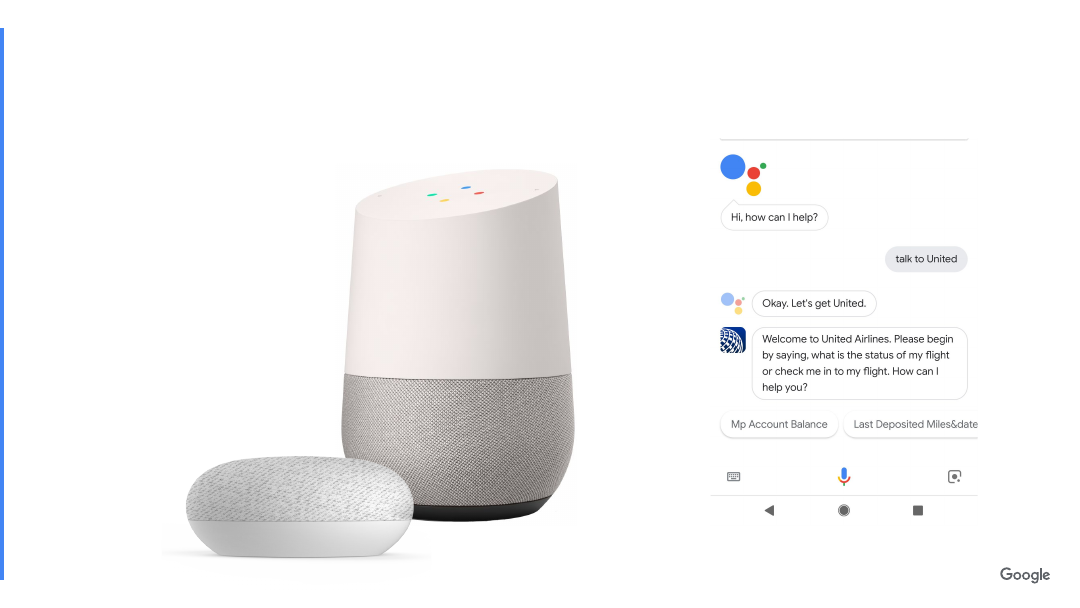 Hi, how can I help?
talk to United
Okay. Let's get United.
Welcome to United Airlines. Please begin
by saying, what is the status of my flight
or check me in to my flight. How can I
help you?
Mp Account Balance
Last Deposited Miles&date
Google